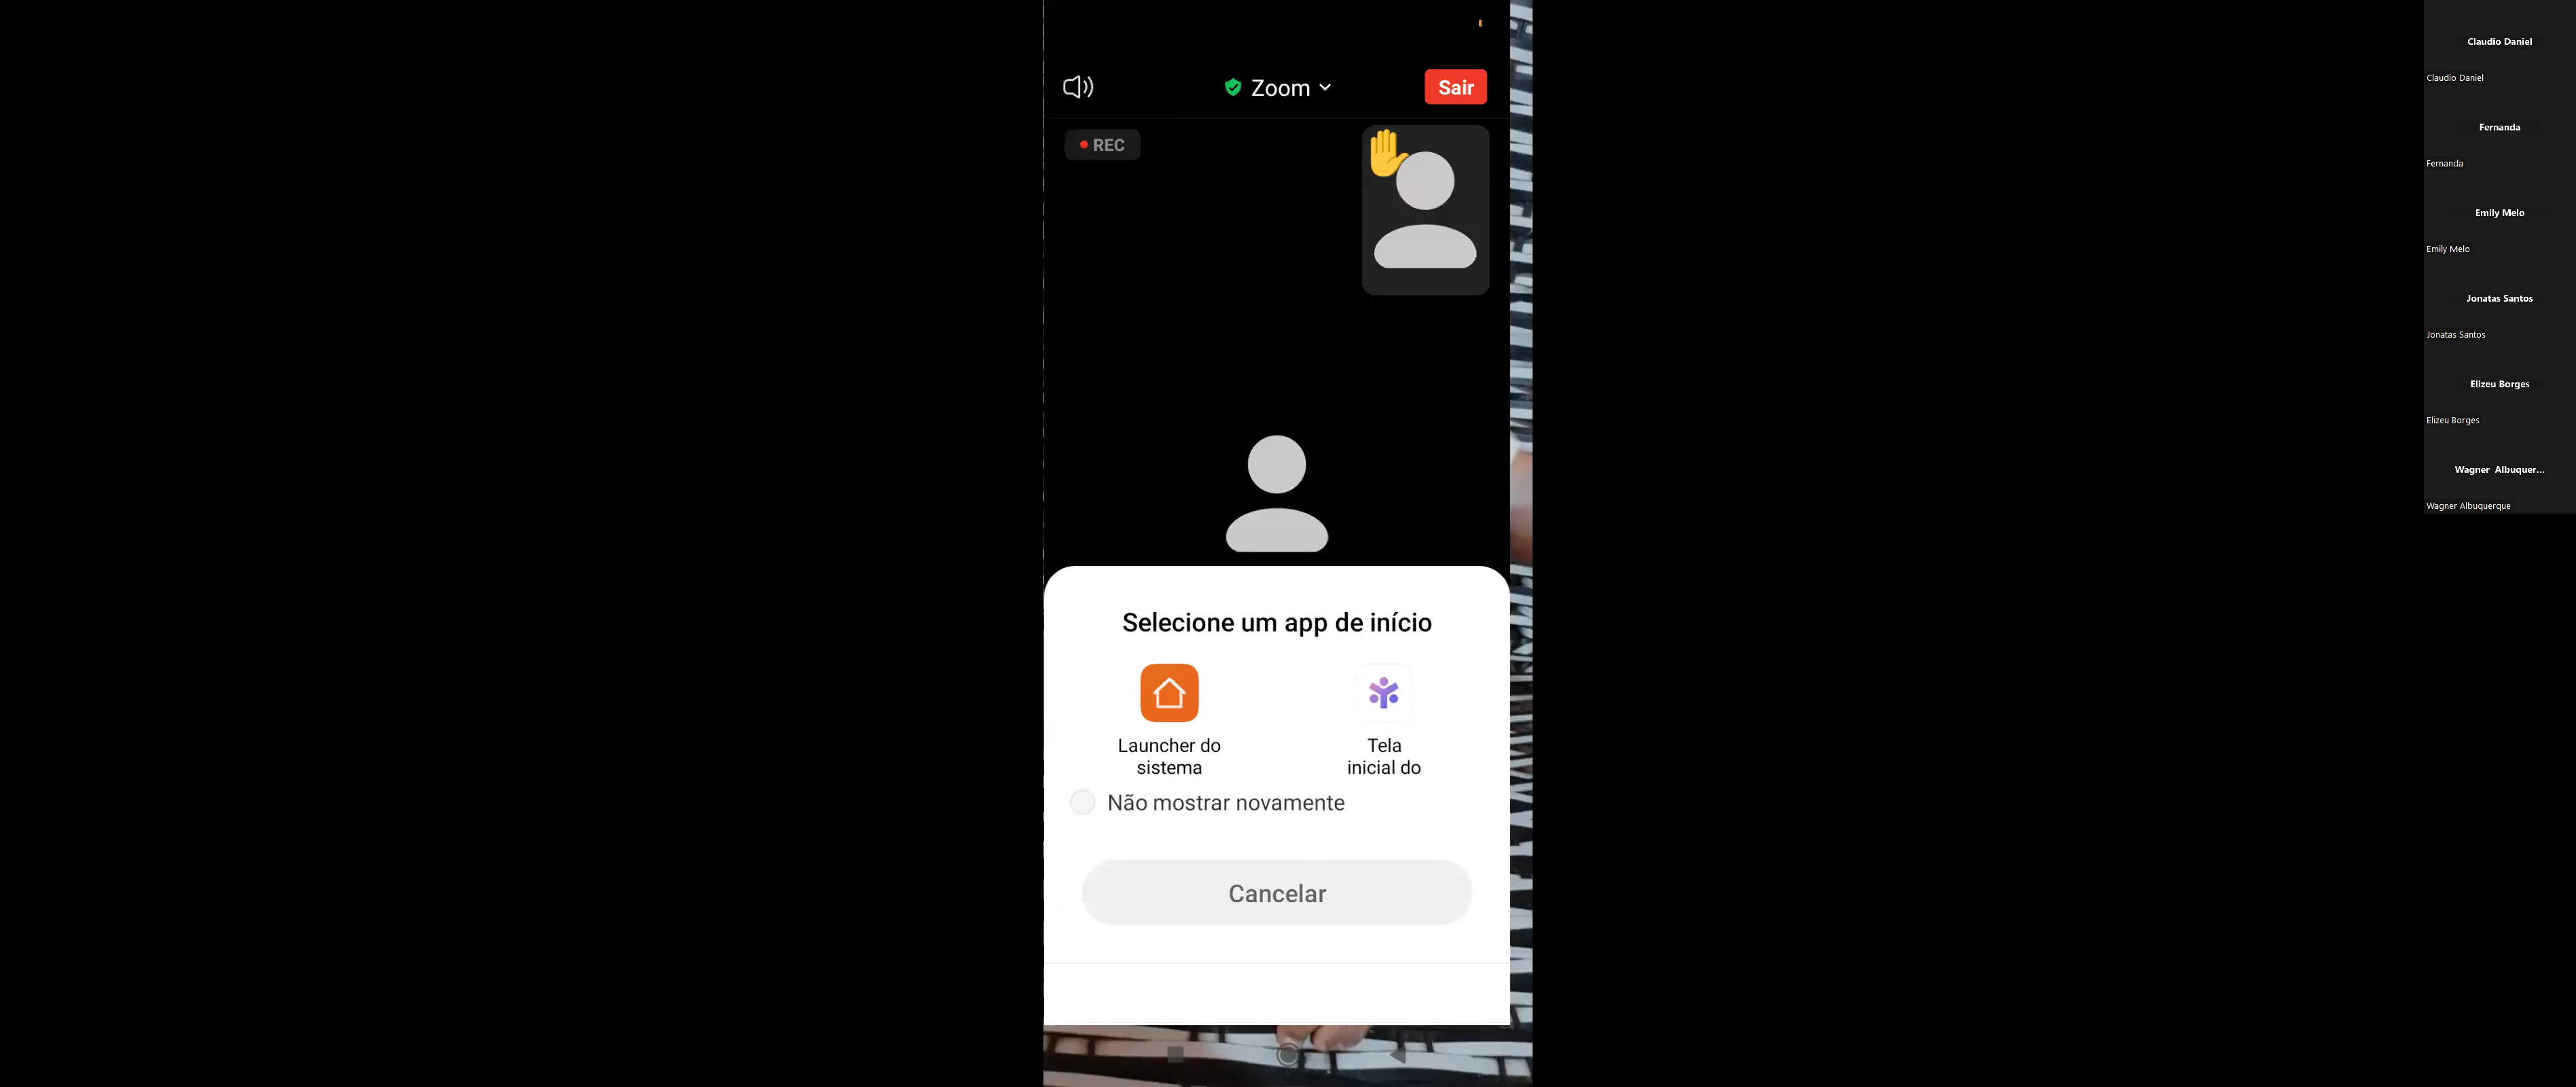 Zoom
Sair
REC
Selecione um app de início
Launcher do
sistema
Tela
inicial do
Não mostrar novamente
Cancelar
Claudio Daniel
Claudio Daniel
Fernanda
Fernanda
Emily Melo
Emily Melo
Jonatas Santos
Jonatas Santos
Elizeu Borges
Elizeu Borges
Wagner Albuquer...
Wagner Albuquerque